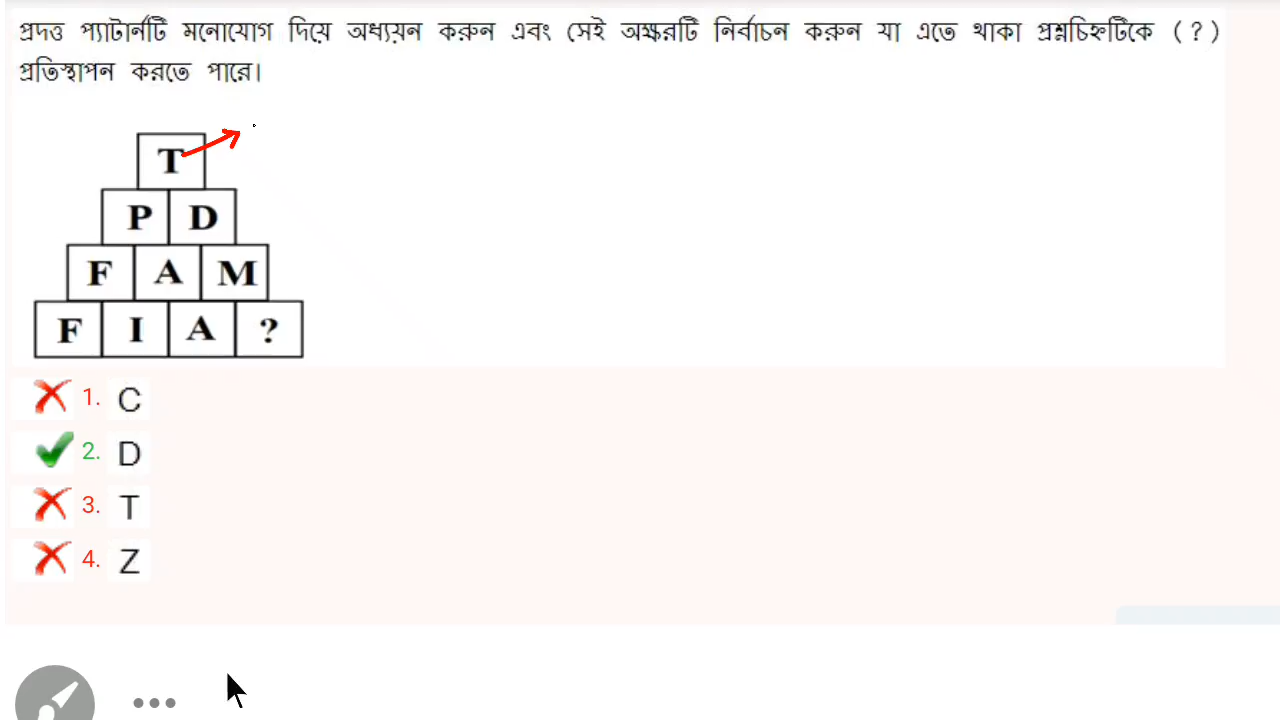 প্রদত্ত প্যাটার্নটি মনোযোগ দিয়ে অধ্যয়ন করুন এবং সেই অক্ষরটি নির্বাচন করুন যা এতে থাকা প্রশ্নচিহ্নটিকে (?)
প্রতিস্থাপন করতে পারে।
T
P D
F A M
F I A ?
1. C
2. D
3. T
4. Z